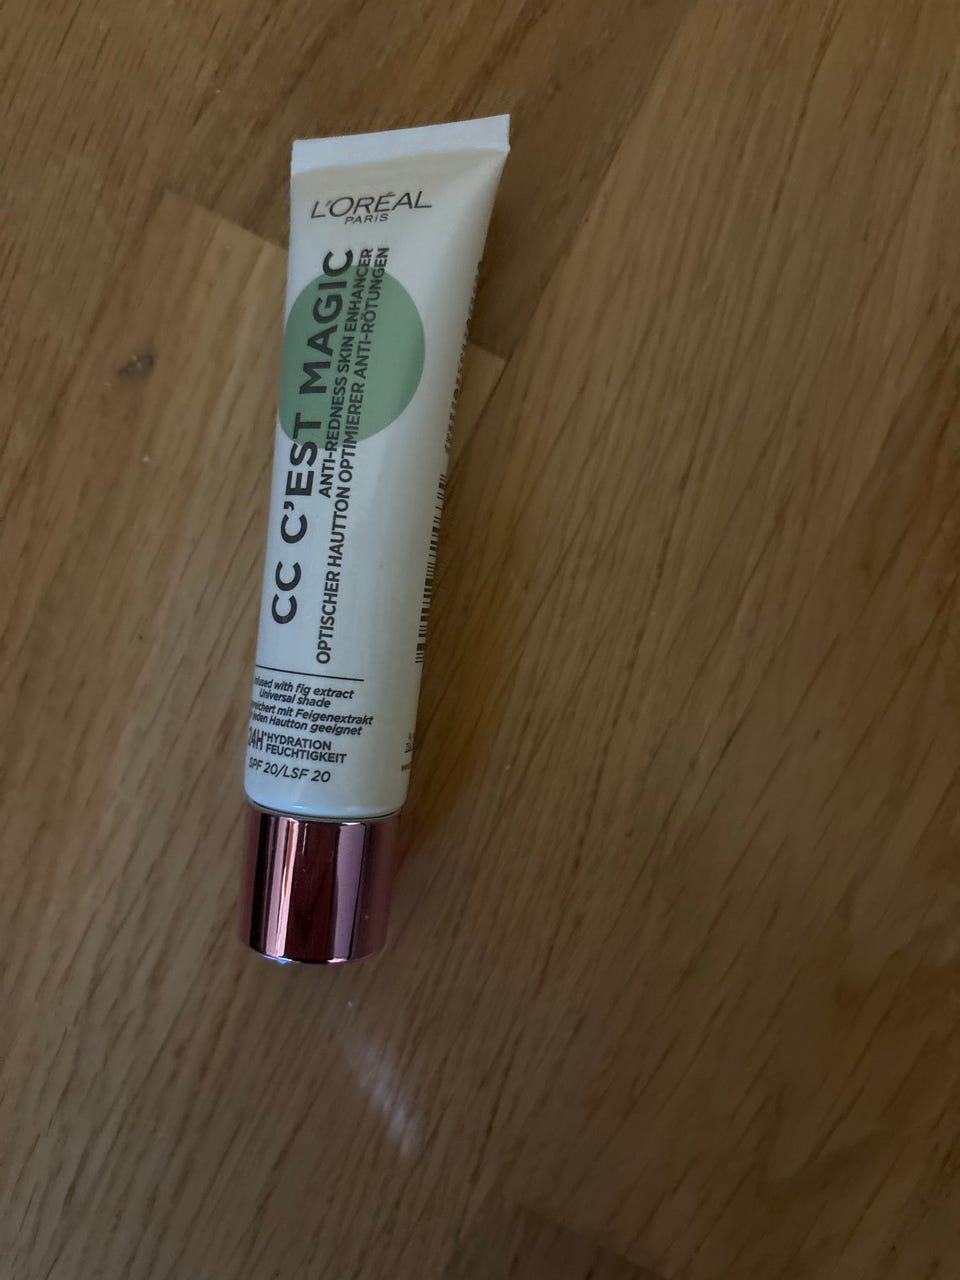 L'ORÉAL
PARIS
CC C'EST MAGIC
ANTI-REDNESS SKIN ENHANCER
OPTISCHER HAUTTON OPTIMIERER ANTI-RÖTUNGEN
with fig extract
Universal shade
mit Feigenextrakt
jeden Hautton geeignet
24H* HYDRATION
FEUCHTIGKEIT
SPF 20/LSF 20